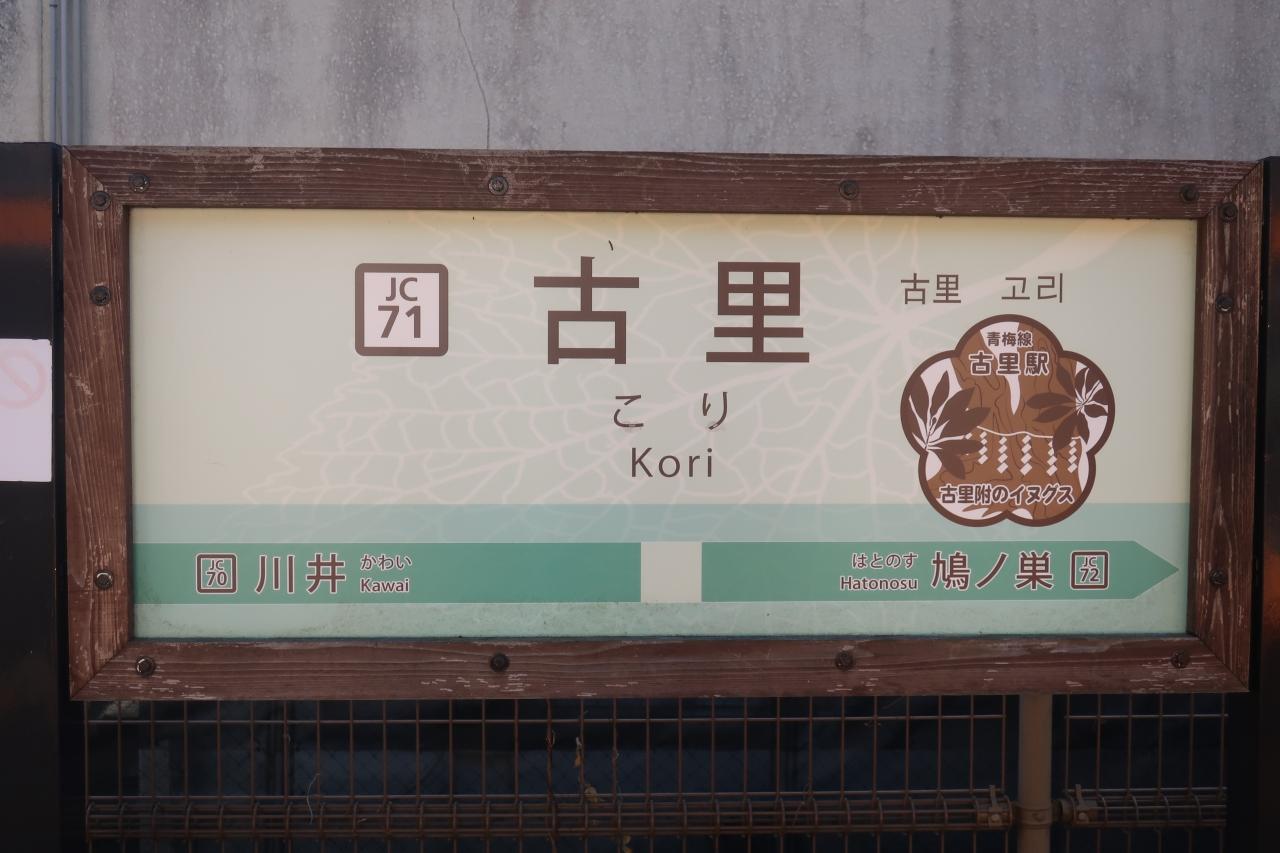 JC
71
古里
古里 고리
こり
Kori
青梅線
古里駅
古里附のイヌグス
JC
70
川井
かわい
Kawai
はとのす
Hatonosu
鳩ノ巣
JC
72